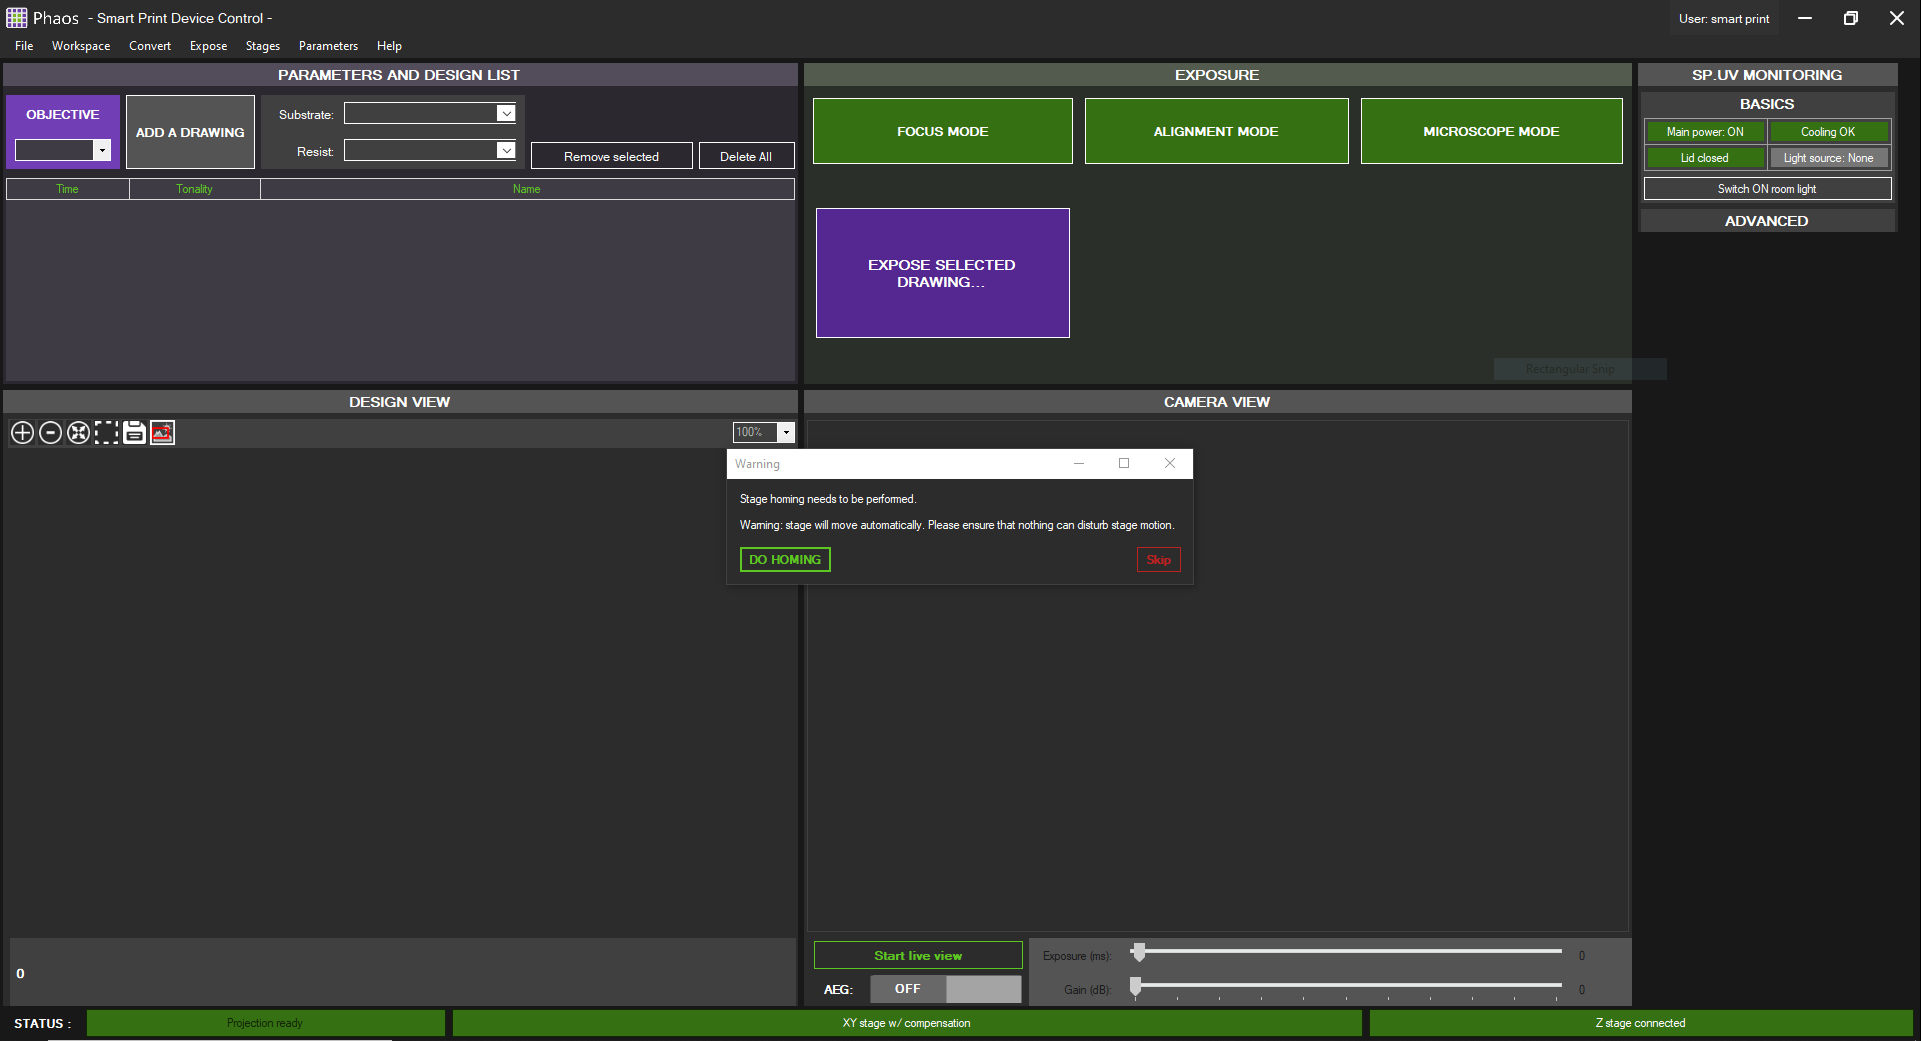 Phaos - Smart Print Device Control -
User: smart print
File Workspace Convert Expose Stages Parameters Help
PARAMETERS AND DESIGN LIST
OBJECTIVE
ADD A DRAWING
Substrate:
Resist:
Remove selected
Delete All
Time Tonality Name
EXPOSURE
FOCUS MODE
ALIGNMENT MODE
MICROSCOPE MODE
EXPOSE SELECTED
DRAWING...
Rectangular Snip
SP.UV MONITORING
BASICS
Main power: ON
Cooling OK
Lid closed
Light source: None
Switch ON room light
ADVANCED
DESIGN VIEW
100%
CAMERA VIEW
Warning
Stage homing needs to be performed.
Warning: stage will move automatically. Please ensure that nothing can disturb stage motion.
DO HOMING
Skip
0
Start live view
AEG: OFF
Exposure (ms): 0
Gain (dB): 0
STATUS : Projection ready
XY stage w/ compensation
Z stage connected